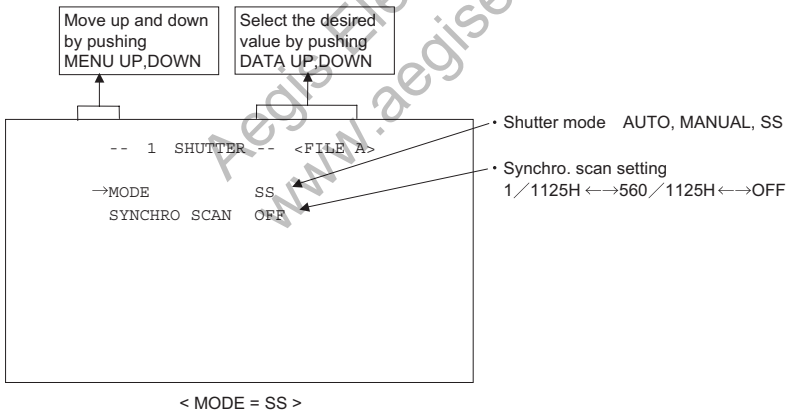 Move up and down
by pushing
MENU UP,DOWN
Select the desired
value by pushing
DATA UP,DOWN
-- 1 SHUTTER -- <FILE A>
→MODE SS
SYNCHRO SCAN OFF
・Shutter mode AUTO, MANUAL, SS
・Synchro. scan setting
1／1125H ←→560／1125H←→OFF
< MODE = SS >